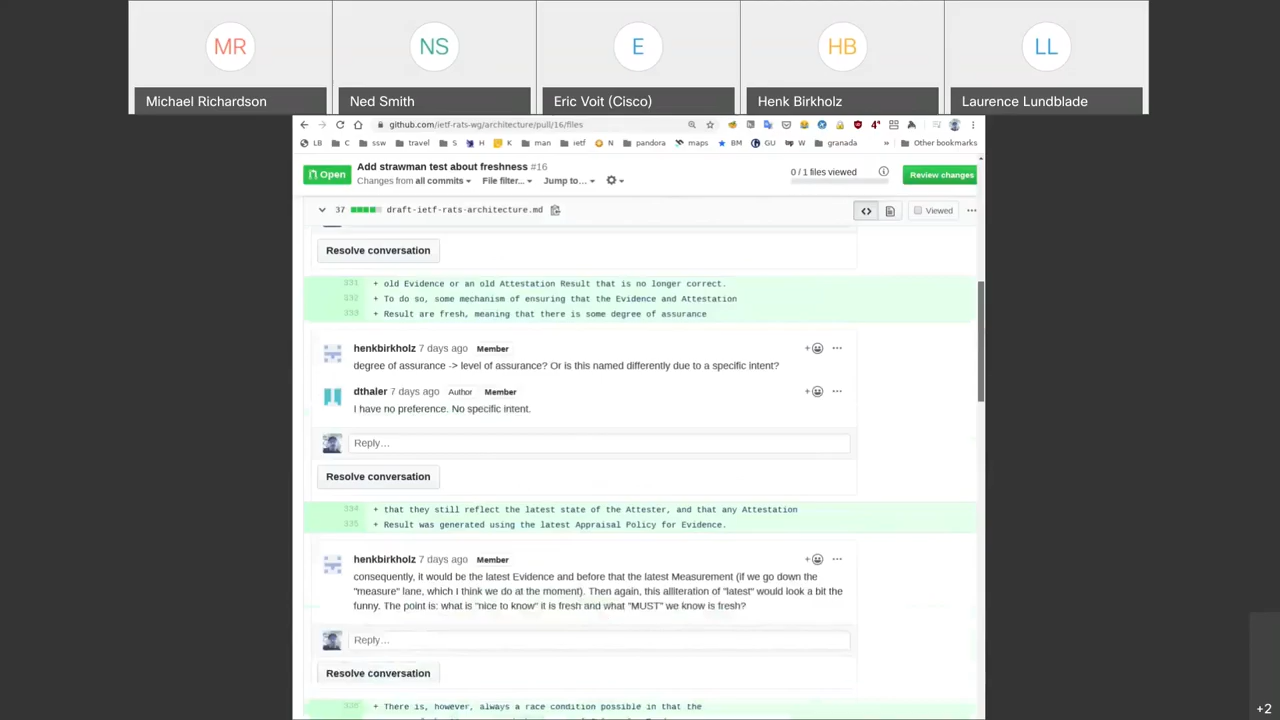 MR
NS
E
HB
LL
Michael Richardson
Ned Smith
Eric Voit (Cisco)
Henk Birkholz
Laurence Lundblade
github.com/ietf-rats-wg/architecture/pull/16/files
4°
LB
C
ssw
travel
S
H
K
man
ietf
N
pandora
maps
BM
GU
W
granada
»
Other bookmarks
Open
Add strawman test about freshness #16
Changes from all commits
File filter...
Jump to...
0 / 1 files viewed
Review changes
37
draft-ietf-rats-architecture.md
Viewed
Resolve conversation
331 + old Evidence or an old Attestation Result that is no longer correct.
332 + To do so, some mechanism of ensuring that the Evidence and Attestation
333 + Result are fresh, meaning that there is some degree of assurance
henkbirkholz 7 days ago Member
degree of assurance -> level of assurance? Or is this named differently due to a specific intent?
dthaler 7 days ago Author Member
I have no preference. No specific intent.
Reply...
Resolve conversation
334 + that they still reflect the latest state of the Attester, and that any Attestation
335 + Result was generated using the latest Appraisal Policy for Evidence.
henkbirkholz 7 days ago Member
consequently, it would be the latest Evidence and before that the latest Measurement (if we go down the
"measure" lane, which I think we do at the moment). Then again, this alliteration of "latest" would look a bit the
funny. The point is: what is "nice to know" it is fresh and what "MUST" we know is fresh?
Reply...
Resolve conversation
+ There is, however, always a race condition possible in that the
+2